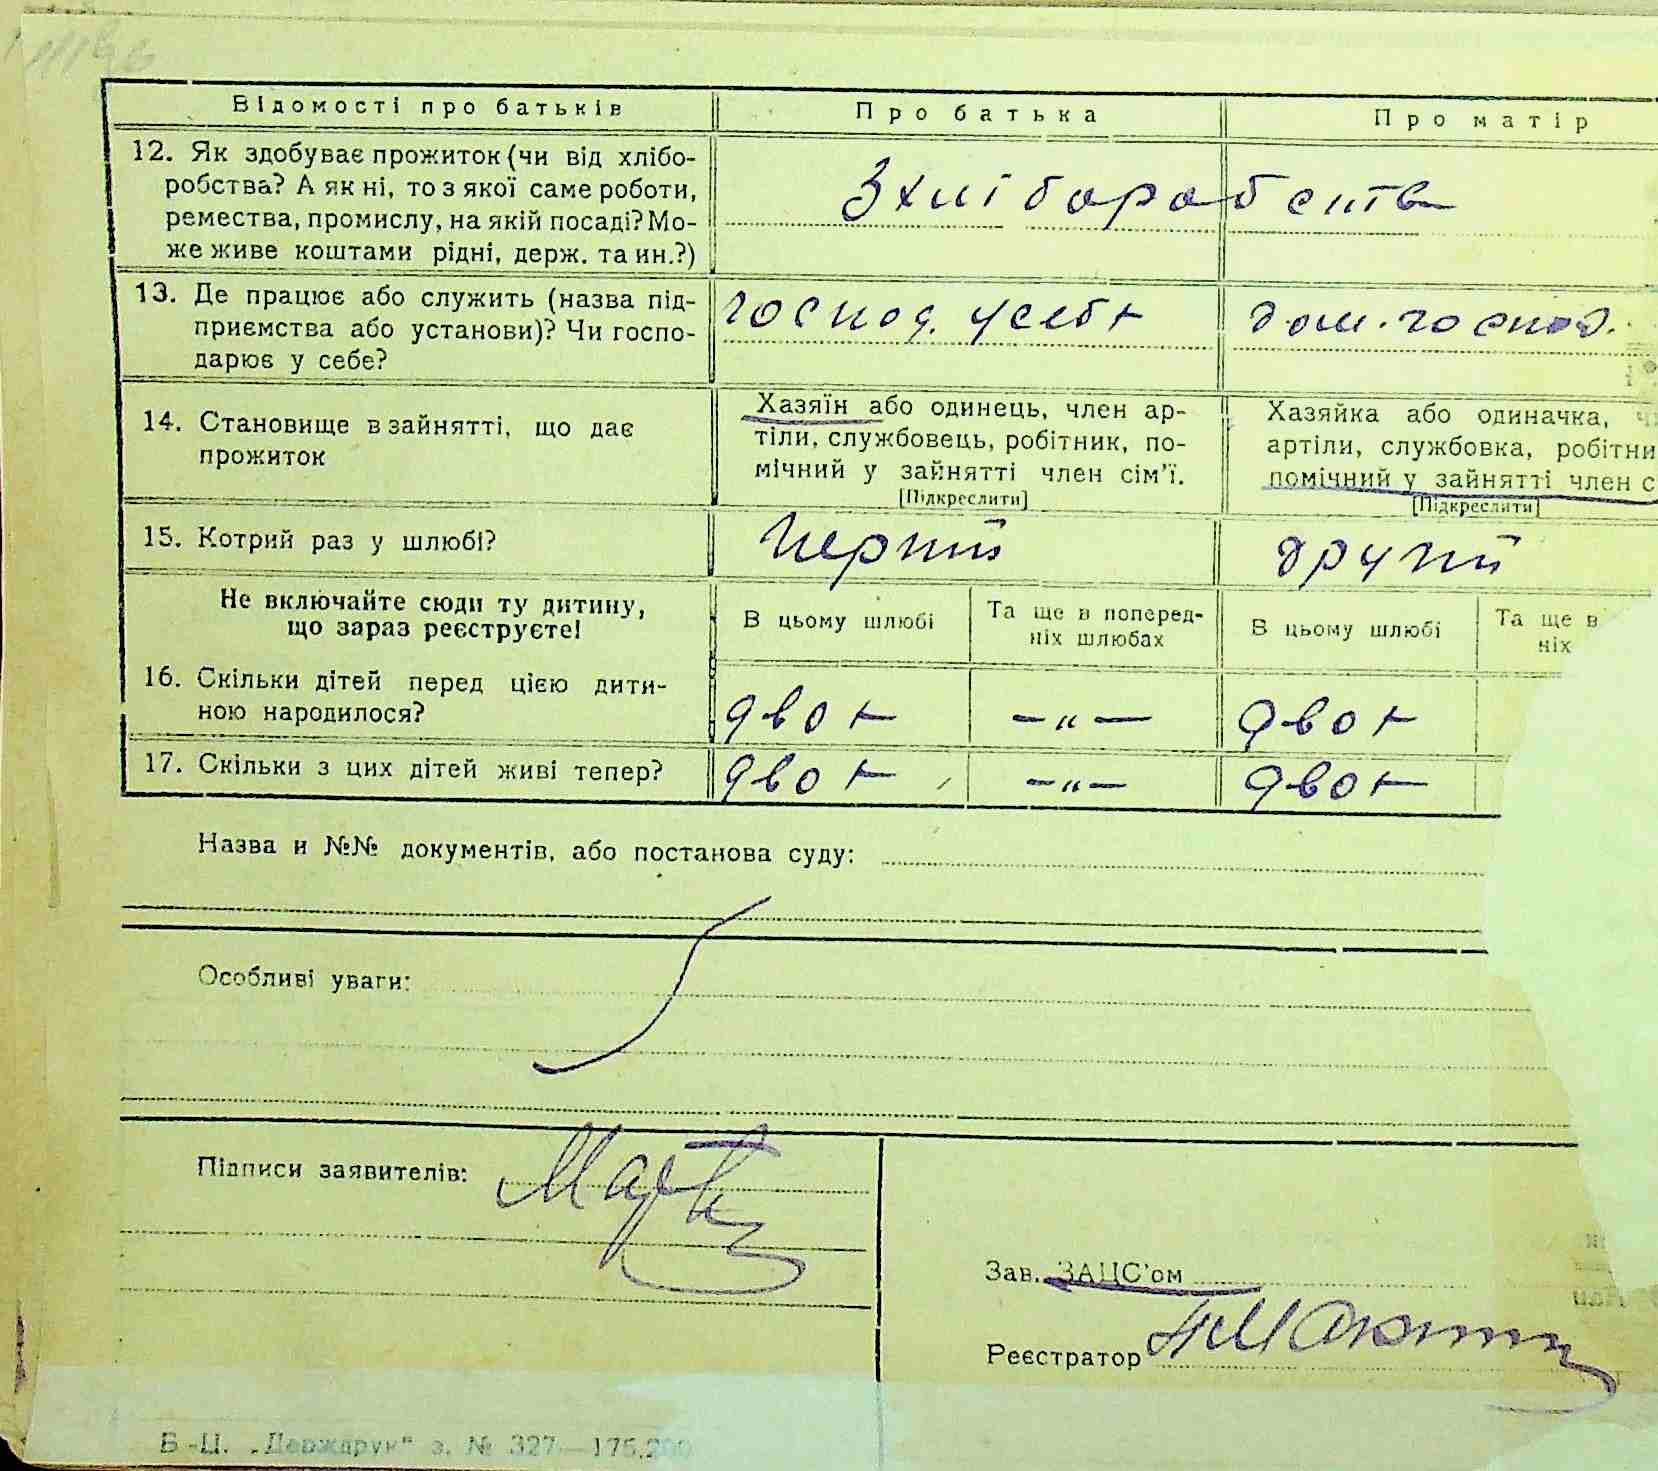 Відомості про батьків
Про батька
Про матір
12. Як здобуває прожиток (чи від хлібо-
робства? А як ні, то з якої саме роботи,
ремества, промислу, на якій посаді? Мо-
же живе коштами рідні, держ. та ин.?)
З хліборобств
13. Де працює або служить (назва під-
приємства або установи)? Чи госпо-
дарює у себе?
господ. у себе
дом. господ.
14. Становище в зайнятті, що дає
прожиток
Хазяїн або одинець, член ар-
тіли, службовець, робітник, по-
мічний у зайнятті член сім'ї.
[Підкреслити]
Хазяйка або одиначка,
артіли, службовка, робітни
помічний у зайнятті член с
[Підкреслити]
15. Котрий раз у шлюбі?
перший
другий
Не включайте сюди ту дитину,
що зараз реєструєте!
В цьому шлюбі
Та ще в поперед-
ніх шлюбах
В цьому шлюбі
Та ще в
ніх
16. Скільки дітей перед цією дити-
ною народилося?
двоє
—„—
двоє
17. Скільки з цих дітей живі тепер?
двоє
—„—
двоє
Назва и №№ документів, або постанова суду:
Особливі уваги:
Підписи заявителів:
Зав. ЗАЦС'ом
Реєстратор
Б.-Ц. „Держдрук" з. № 327—175.200